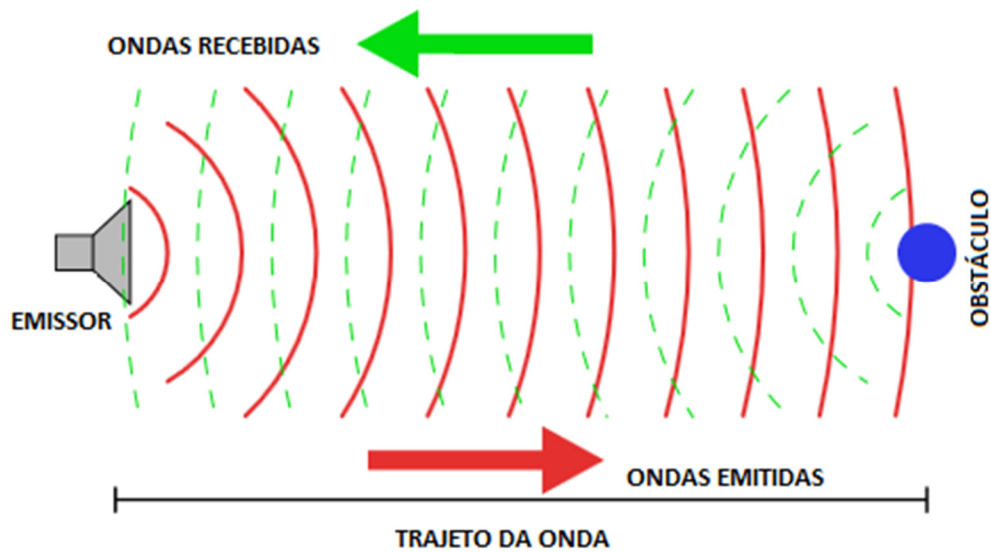 ONDAS RECEBIDAS
EMISSOR
OBSTÁCULO
ONDAS EMITIDAS
TRAJETO DA ONDA